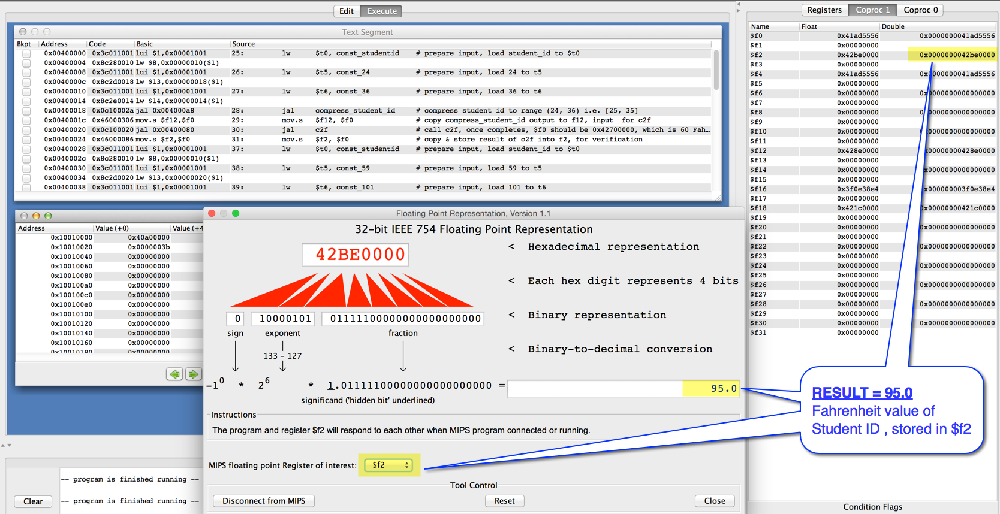 Edit Execute
Text Segment
Bkpt Address Code Basic Source
0x00400000 0x3c011001 lui $1,0x00001001 25: lw $t0, const_studentid # prepare input, load student_id to $t0
0x00400004 0x8c280010 lw $8,0x00000010($1)
0x00400008 0x3c011001 lui $1,0x00001001 26: lw $t5, const_24 # prepare input, load 24 to t5
0x0040000c 0x8c2d0018 lw $13,0x00000018($1)
0x00400010 0x3c011001 lui $1,0x00001001 27: lw $t6, const_36 # prepare input, load 36 to t6
0x00400014 0x8c2e0014 lw $14,0x00000014($1)
0x00400018 0x0c10002a jal 0x004000a8 28: jal compress_student_id # compress student id to range (24, 36) i.e. [25, 35]
0x0040001c 0x46000306 mov.s $f12,$f0 29: mov.s $f12, $f0 # copy compress_student_id output to f12, input for c2f
0x00400020 0x0c100020 jal 0x00400080 30: jal c2f # call c2f, once completes, $f0 should be 0x42700000, which is 60 Fah...
0x00400024 0x46000086 mov.s $f2,$f0 31: mov.s $f2, $f0 # copy & store result of c2f into f2, for verification
0x00400028 0x3c011001 lui $1,0x00001001 37: lw $t0, const_studentid # prepare input, load student_id to $t0
0x0040002c 0x8c280010 lw $8,0x00000010($1)
0x00400030 0x3c011001 lui $1,0x00001001 38: lw $t5, const_59 # prepare input, load 59 to t5
0x00400034 0x8c2d0020 lw $13,0x00000020($1)
0x00400038 0x3c011001 lui $1,0x00001001 39: lw $t6, const_101 # prepare input, load 101 to t6
Address Value (+0) Value (+4
0x10010000 0x40a00000
0x10010020 0x0000003b
0x10010040 0x00000000
0x10010060 0x00000000
0x10010080 0x00000000
0x100100a0 0x00000000
0x100100c0 0x00000000
0x100100e0 0x00000000
0x10010100 0x00000000
0x10010120 0x00000000
0x10010140 0x00000000
0x10010160 0x00000000
0x10010180 0x00000000
-- program is finished running --
-- program is finished running --
Clear
Floating Point Representation, Version 1.1
32-bit IEEE 754 Floating Point Representation
42BE0000 < Hexadecimal representation
< Each hex digit represents 4 bits
0 10000101 01111100000000000000000 < Binary representation
sign exponent fraction
< Binary-to-decimal conversion
133 - 127
-1 0 * 2 6 * 1.01111100000000000000000 = 95.0
significand ('hidden bit' underlined)
Instructions
The program and register $f2 will respond to each other when MIPS program connected or running.
MIPS floating point Register of interest: $f2
Tool Control
Disconnect from MIPS Reset Close
Registers Coproc 1 Coproc 0
Name Float Double
$f0 0x41ad5556 0x0000000041ad5556
$f1 0x00000000
$f2 0x42be0000 0x0000000042be0000
$f3 0x00000000
$f4 0x41ad5556 0x0000000041ad5556
$f5 0x00000000
$f6 0x00000000 0x0000000000000000
$f7 0x00000000
$f8 0x00000000 0x0000000000000000
$f9 0x00000000
$f10 0x00000000 0x0000000000000000
$f11 0x00000000
$f12 0x428e0000 0x00000000428e0000
$f13 0x00000000
$f14 0x00000000 0x0000000000000000
$f15 0x00000000
$f16 0x3f0e38e4 0x000000003f0e38e4
$f17 0x00000000
$f18 0x421c0000 0x00000000421c0000
$f19 0x00000000
$f20 0x00000000 0x0000000000000000
$f21 0x00000000
$f22 0x00000000 0x0000000000000000
$f23 0x00000000
$f24 0x00000000 0x0000000000000000
$f25 0x00000000
$f26 0x00000000 0x0000000000000000
$f27 0x00000000
$f28 0x00000000 0x0000000000000000
$f29 0x00000000
$f30 0x00000000 0x0000000000000000
$f31 0x00000000
RESULT = 95.0
Fahrenheit value of
Student ID , stored in $f2
Condition Flags